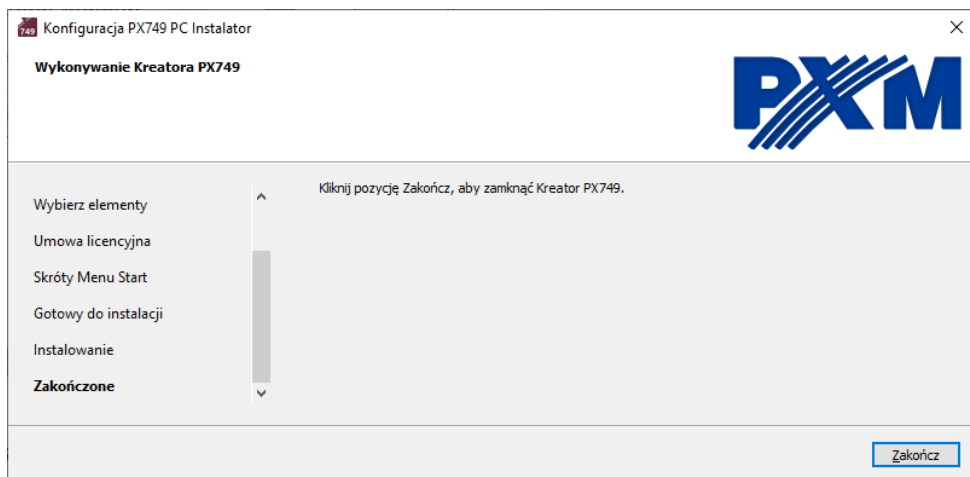 749 Konfiguracja PX749 PC Instalator
Wykonywanie Kreatora PX749
PXM
Kliknij pozycję Zakończ, aby zamknąć Kreator PX749.
Wybierz elementy
Umowa licencyjna
Skróty Menu Start
Gotowy do instalacji
Instalowanie
Zakończone
Zakończ